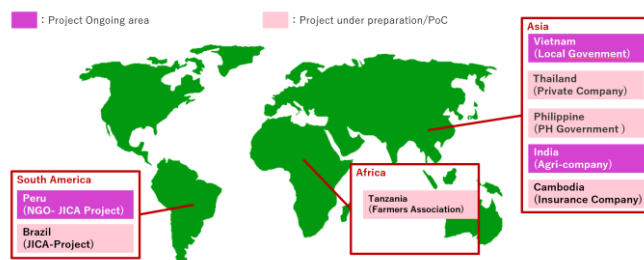 ：Project Ongoing area
：Project under preparation/PoC
Asia
Vietnam
(Local Govenment)
Thailand
(Private Company)
Philippine
(PH Government )
India
(Agri-company)
Cambodia
(Insurance Company)
South America
Peru
(NGO- JICA Project)
Brazil
(JICA-Project)
Africa
Tanzania
(Farmers Association)